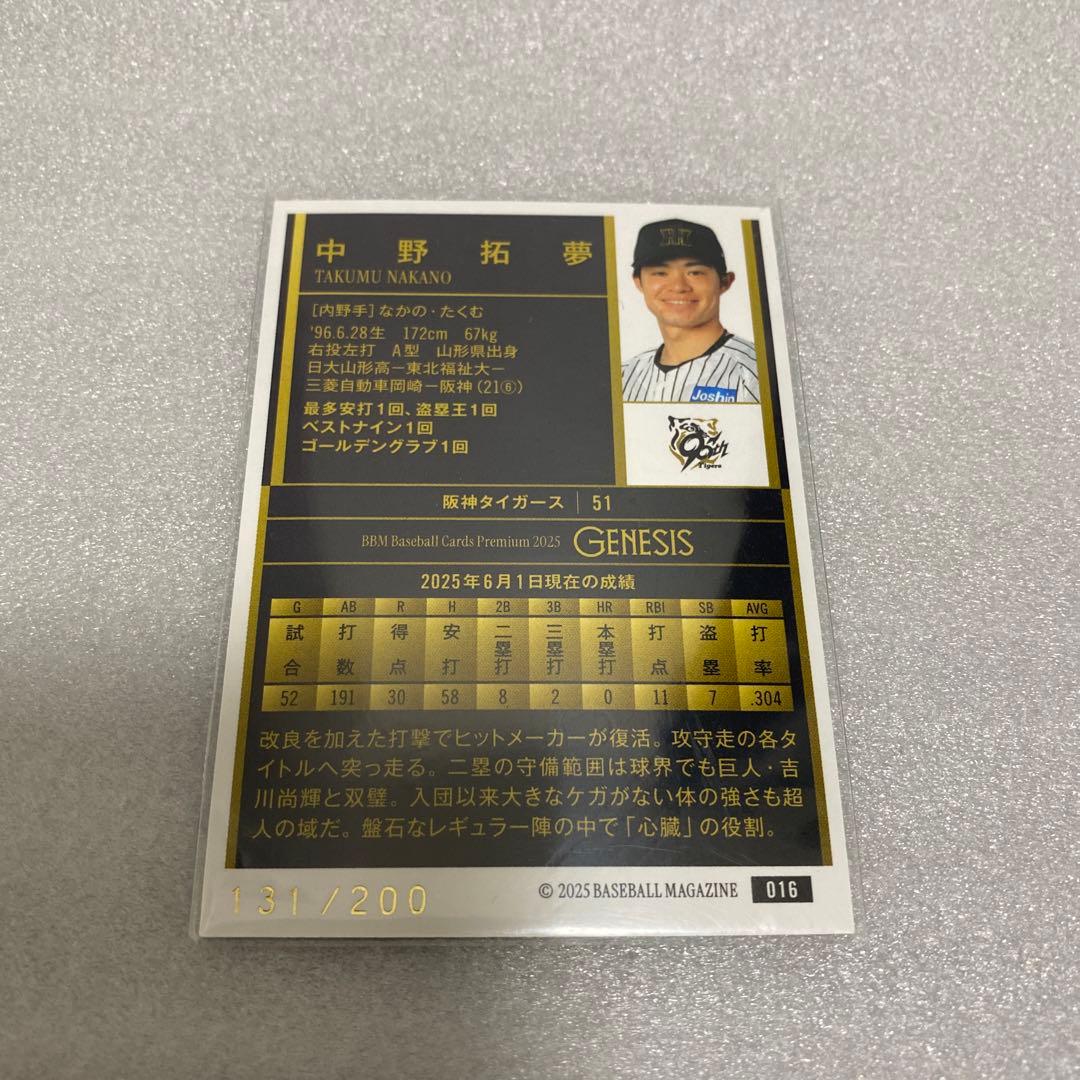 中野拓夢
TAKUMU NAKANO
[内野手]なかの・たくむ
'96.6.28生 172cm 67kg
右投左打 A型 山形県出身
日大山形高－東北福祉大－
三菱自動車岡崎－阪神(21⑥)
最多安打1回、盗塁王1回
ベストナイン1回
ゴールデングラブ1回
Joshin
90th
Tigers
阪神タイガース | 51
BBM Baseball Cards Premium 2025 GENESIS
2025年6月1日現在の成績
G AB R H 2B 3B HR RBI SB AVG
試合 打数 得点 安打 二塁打 三塁打 本塁打 打点 盗塁 打率
52 191 30 58 8 2 0 11 7 .304
改良を加えた打撃でヒットメーカーが復活。攻守走の各タ
イトルへ突っ走る。二塁の守備範囲は球界でも巨人・吉
川尚輝と双璧。入団以来大きなケガがない体の強さも超
人の域だ。盤石なレギュラー陣の中で「心臓」の役割。
131/200
© 2025 BASEBALL MAGAZINE 016